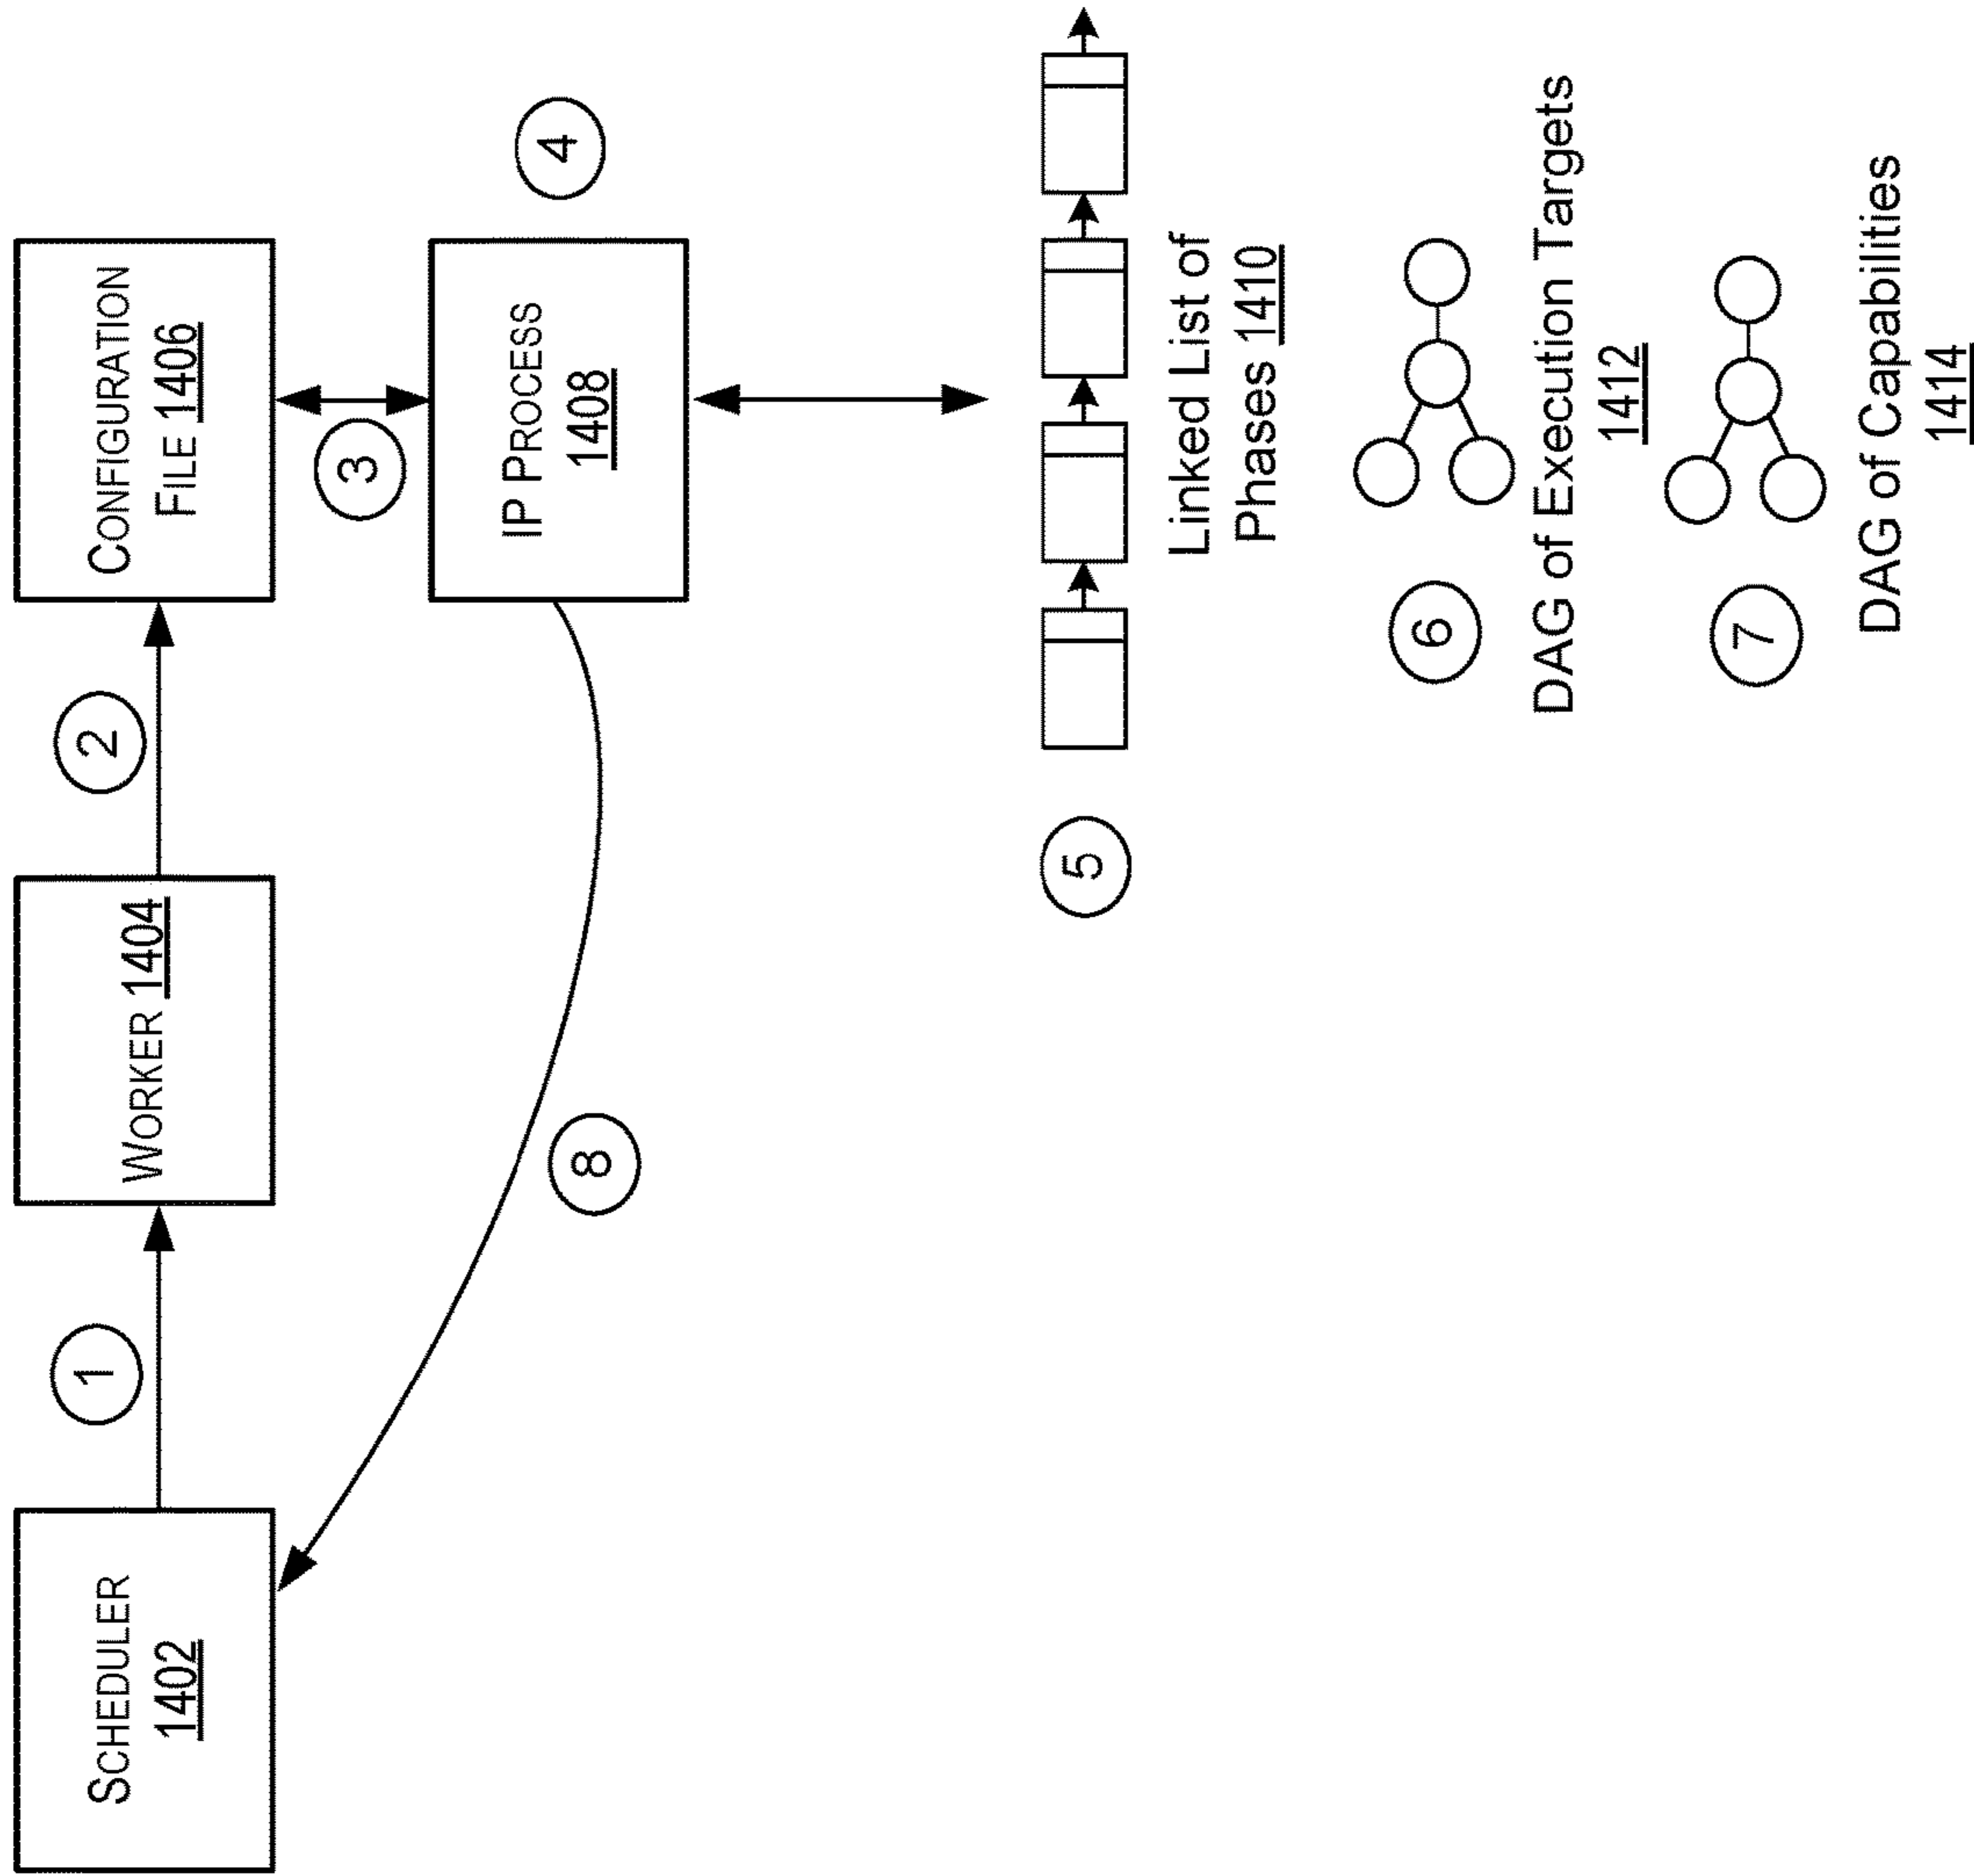 SCHEDULER
1402
1
WORKER 1404
2
CONFIGURATION
FILE 1406
3
IP PROCESS
1408
4
8
5
Linked List of
Phases 1410
6
DAG of Execution Targets
1412
7
DAG of Capabilities
1414